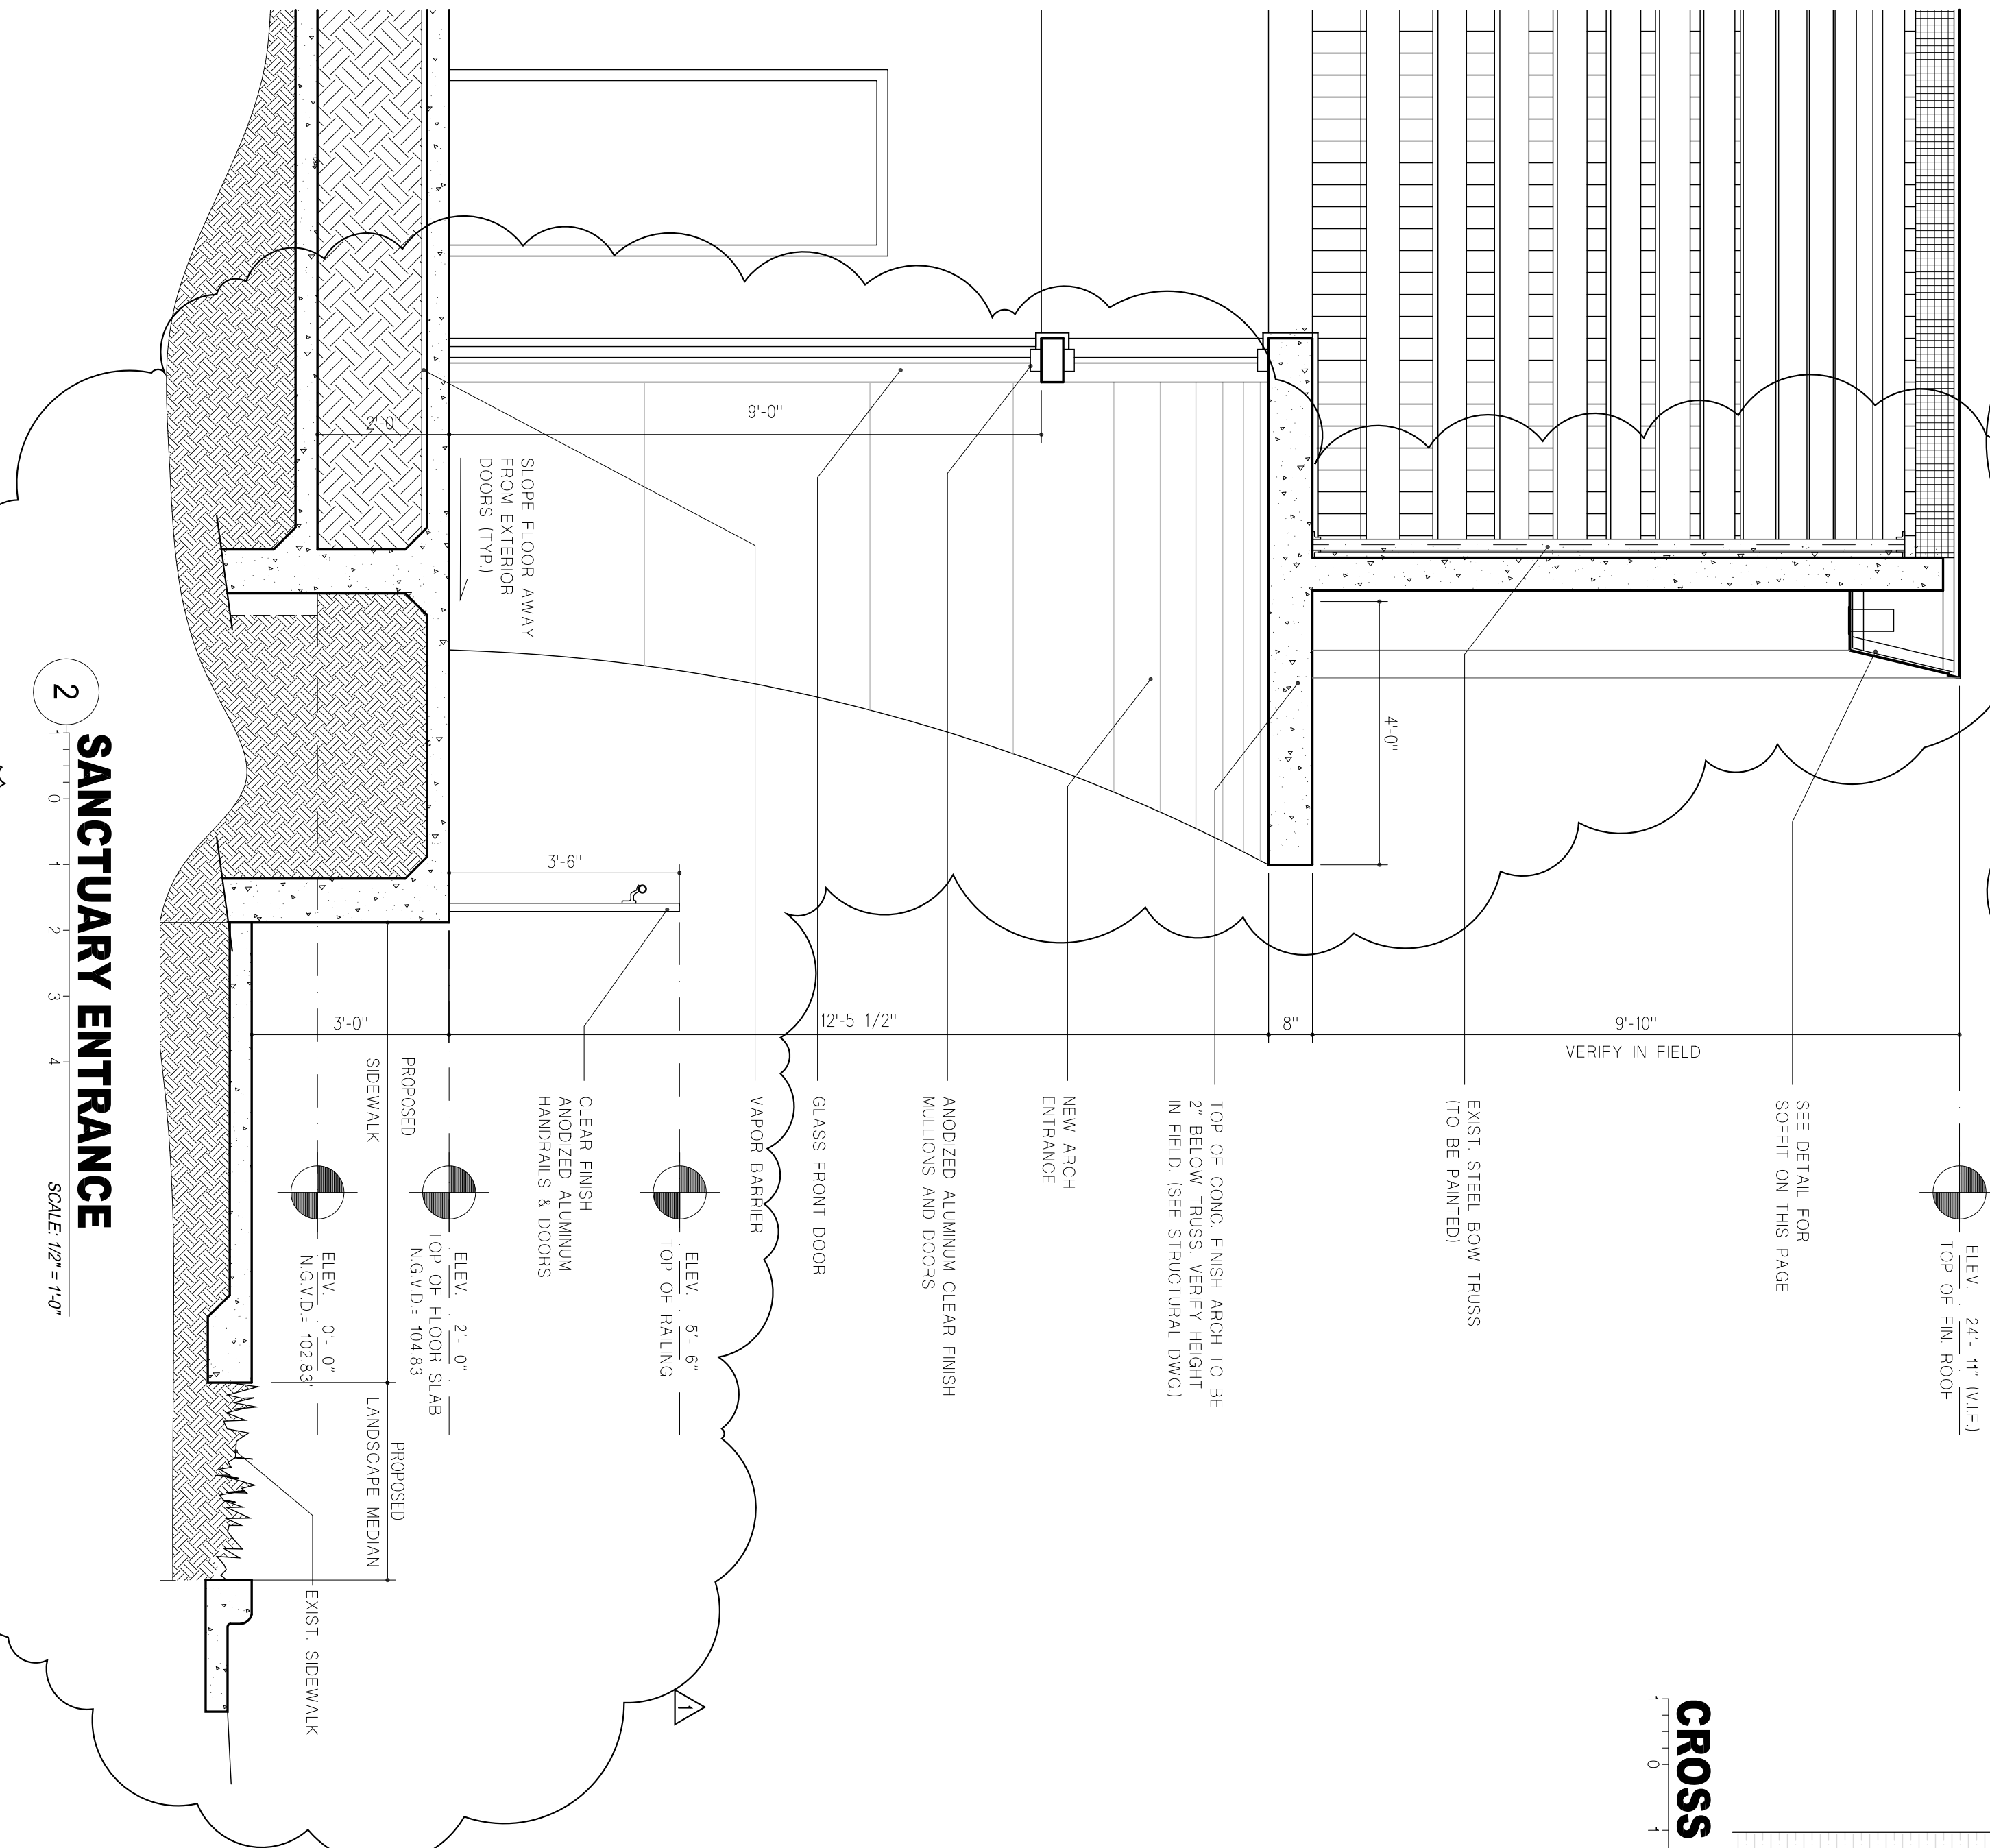 ELEV. 24'- 11" (V.I.F.)
TOP OF FIN. ROOF
SEE DETAIL FOR
SOFFIT ON THIS PAGE
9'-10"
VERIFY IN FIELD
EXIST. STEEL BOW TRUSS
(TO BE PAINTED)
4'-0"
8"
TOP OF CONC. FINISH ARCH TO BE
2" BELOW TRUSS. VERIFY HEIGHT
IN FIELD. (SEE STRUCTURAL DWG.)
NEW ARCH
ENTRANCE
ANODIZED ALUMINUM CLEAR FINISH
MULLIONS AND DOORS
12'-5 1/2"
GLASS FRONT DOOR
9'-0"
VAPOR BARRIER
ELEV. 5'- 6"
TOP OF RAILING
CLEAR FINISH
ANODIZED ALUMINUM
HANDRAILS & DOORS
3'-6"
SLOPE FLOOR AWAY
FROM EXTERIOR
DOORS (TYP.)
2'-0"
ELEV. 2'- 0"
TOP OF FLOOR SLAB
N.G.V.D.= 104.83
3'-0"
PROPOSED
SIDEWALK
PROPOSED
LANDSCAPE MEDIAN
ELEV. 0'- 0"
N.G.V.D.= 102.83'
EXIST. SIDEWALK
1
2
SANCTUARY ENTRANCE
1 0 1 2 3 4
SCALE: 1/2" = 1'-0"
CROSS
1 0 1